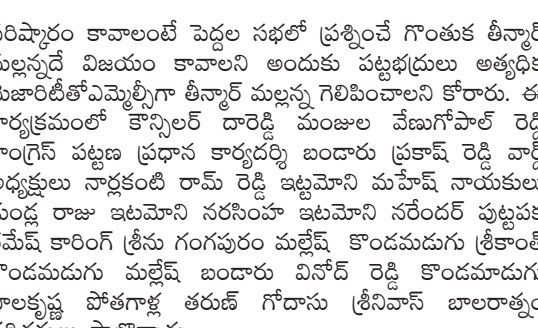 పరిష్కారం కావాలంటే పెద్దల సభలో ప్రశ్నించే గొంతుక తీన్మార్
మల్లన్నదే విజయం కావాలని అందుకు పట్టభద్రులు అత్యధిక
మెజారిటీతోఎమ్మెల్సీగా తీన్మార్ మల్లన్న గెలిపించాలని కోరారు. ఈ
కార్యక్రమంలో కౌన్సిలర్ దారెడ్డి మంజుల వేణుగోపాల్ రెడ్డి
కాంగ్రెస్ పట్టణ ప్రధాన కార్యదర్శి బండారు ప్రకాష్ రెడ్డి వార్డ్
అధ్యక్షులు నార్లకంటి రామ్ రెడ్డి ఇట్టమోని మహేష్ నాయకులు
రాజు ఇటమోని నరసింహ ఇటమోని నరేందర్ పుట్టపక
రమేష్ కారింగ్ శ్రీను గంగపురం మల్లేష్ కొండమడుగు శ్రీకాంత్
కొండమడుగు మల్లేష్ బండారు వినోద్ రెడ్డి కొండమాడుగు
బాలకృష్ణ పోతగాళ్ల తరుణ్ గోదాసు శ్రీనివాస్ బాలరాత్నం